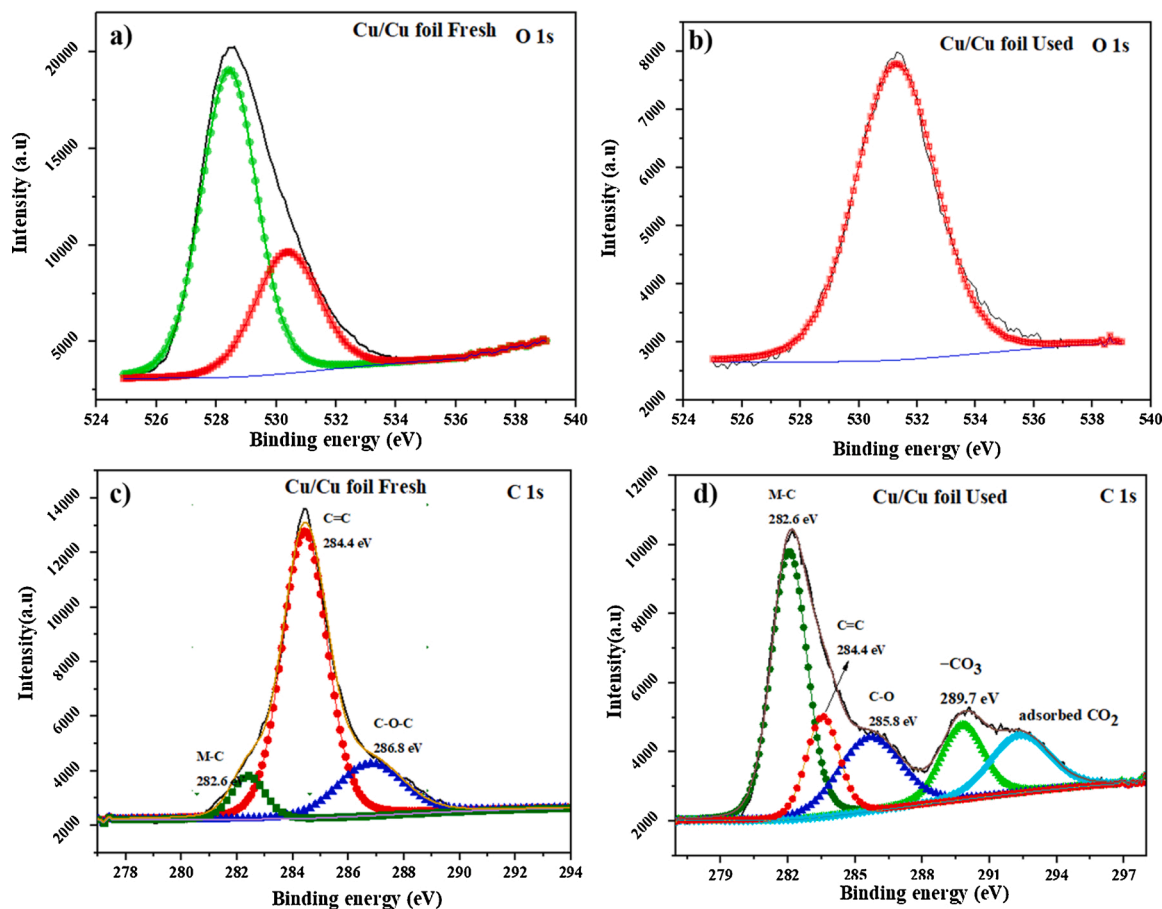 a)
Cu/Cu foil Fresh
O 1s
Intensity (a.u)
20000
15000
10000
5000
524 526 528 530 532 534 536 538 540
Binding energy (eV)
b)
Cu/Cu foil Used
O 1s
Intensity (a.u)
8000
7000
6000
5000
4000
3000
2000
524 526 528 530 532 534 536 538 540
Binding energy (eV)
c)
Cu/Cu foil Fresh
C 1s
Intensity(a.u)
14000
12000
10000
8000
6000
4000
2000
C=C
284.4 eV
C-O-C
286.8 eV
M-C
282.6 eV
278 280 282 284 286 288 290 292 294
Binding energy (eV)
d)
Cu/Cu foil Used
C 1s
Intensity(a.u)
12000
10000
8000
6000
4000
2000
M-C
282.6 eV
C=C
284.4 eV
C-O
285.8 eV
–CO3
289.7 eV
adsorbed CO2
279 282 285 288 291 294 297
Binding energy (eV)